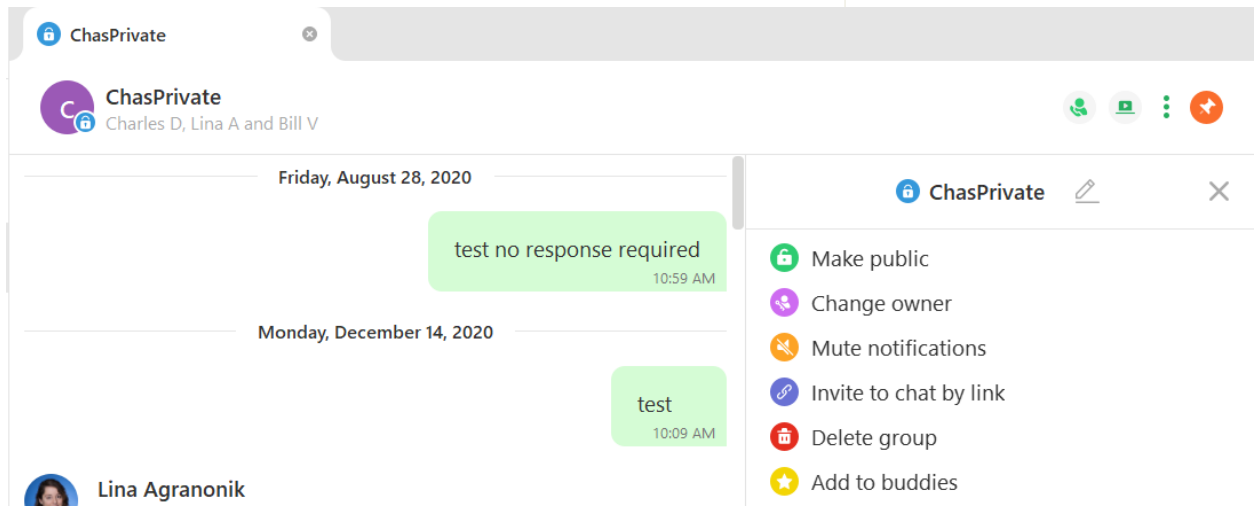 ChasPrivate
C
ChasPrivate
Charles D, Lina A and Bill V
Friday, August 28, 2020
test no response required
10:59 AM
Monday, December 14, 2020
test
10:09 AM
Lina Agranonik
ChasPrivate
Make public
Change owner
Mute notifications
Invite to chat by link
Delete group
Add to buddies